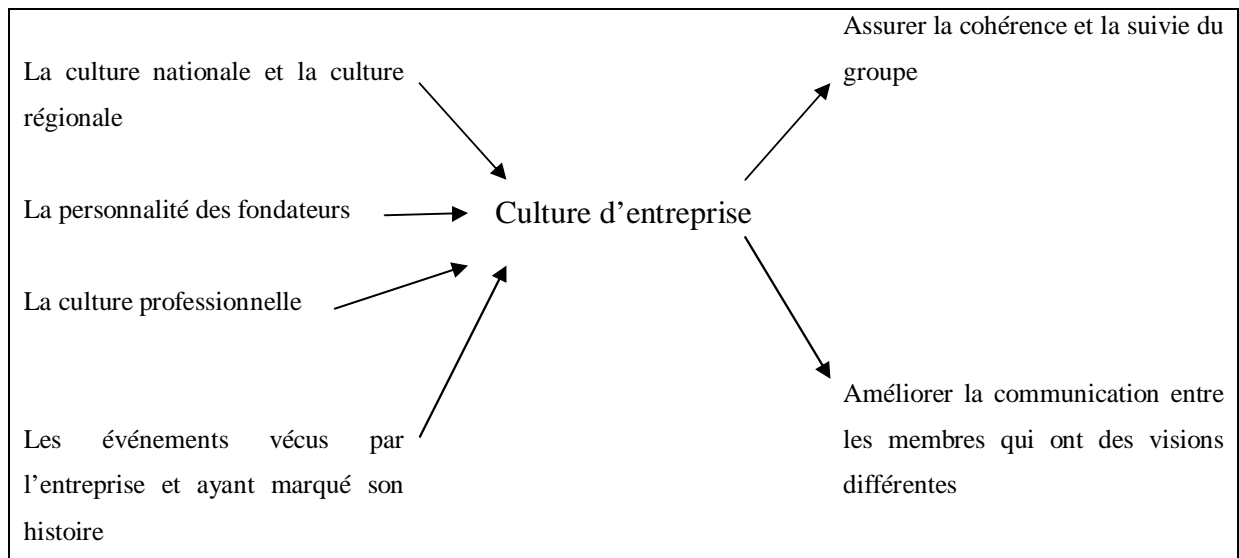 La culture nationale et la culture
régionale
La personnalité des fondateurs
La culture professionnelle
Les événements vécus par
l’entreprise et ayant marqué son
histoire
Culture d’entreprise
Assurer la cohérence et la suivie du
groupe
Améliorer la communication entre
les membres qui ont des visions
différentes